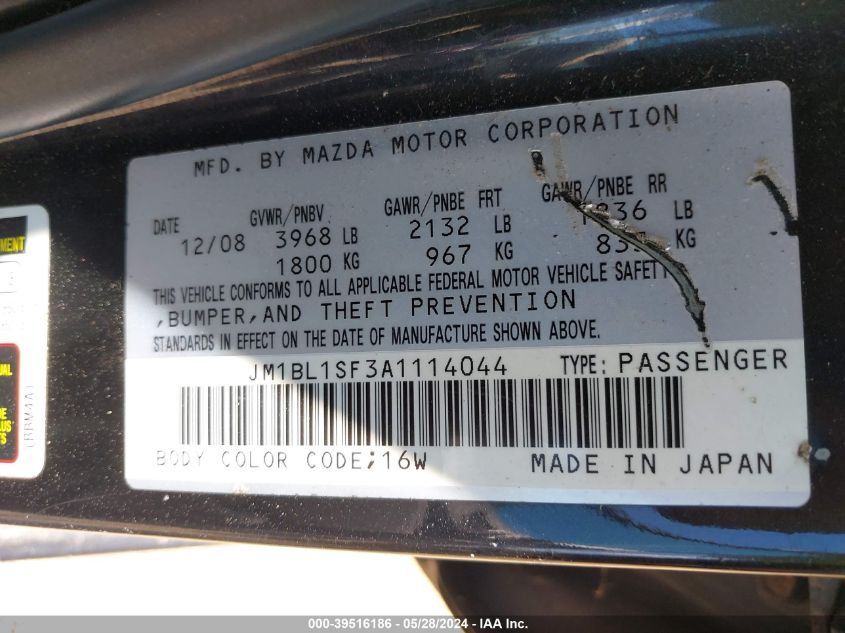 MFD. BY MAZDA MOTOR CORPORATION
DATE GVWR/PNBV GAWR/PNBE FRT GAWR/PNBE RR
12/08 3968 LB 2132 LB LB
1800 KG 967 KG KG
THIS VEHICLE CONFORMS TO ALL APPLICABLE FEDERAL MOTOR VEHICLE SAFETY
,BUMPER,AND THEFT PREVENTION
STANDARDS IN EFFECT ON THE DATE OF MANUFACTURE SHOWN ABOVE.
JM1BL1SF3A1114044 TYPE: PASSENGER
BODY COLOR CODE;16W MADE IN JAPAN
000-39516186 - 05/28/2024 - IAA Inc.